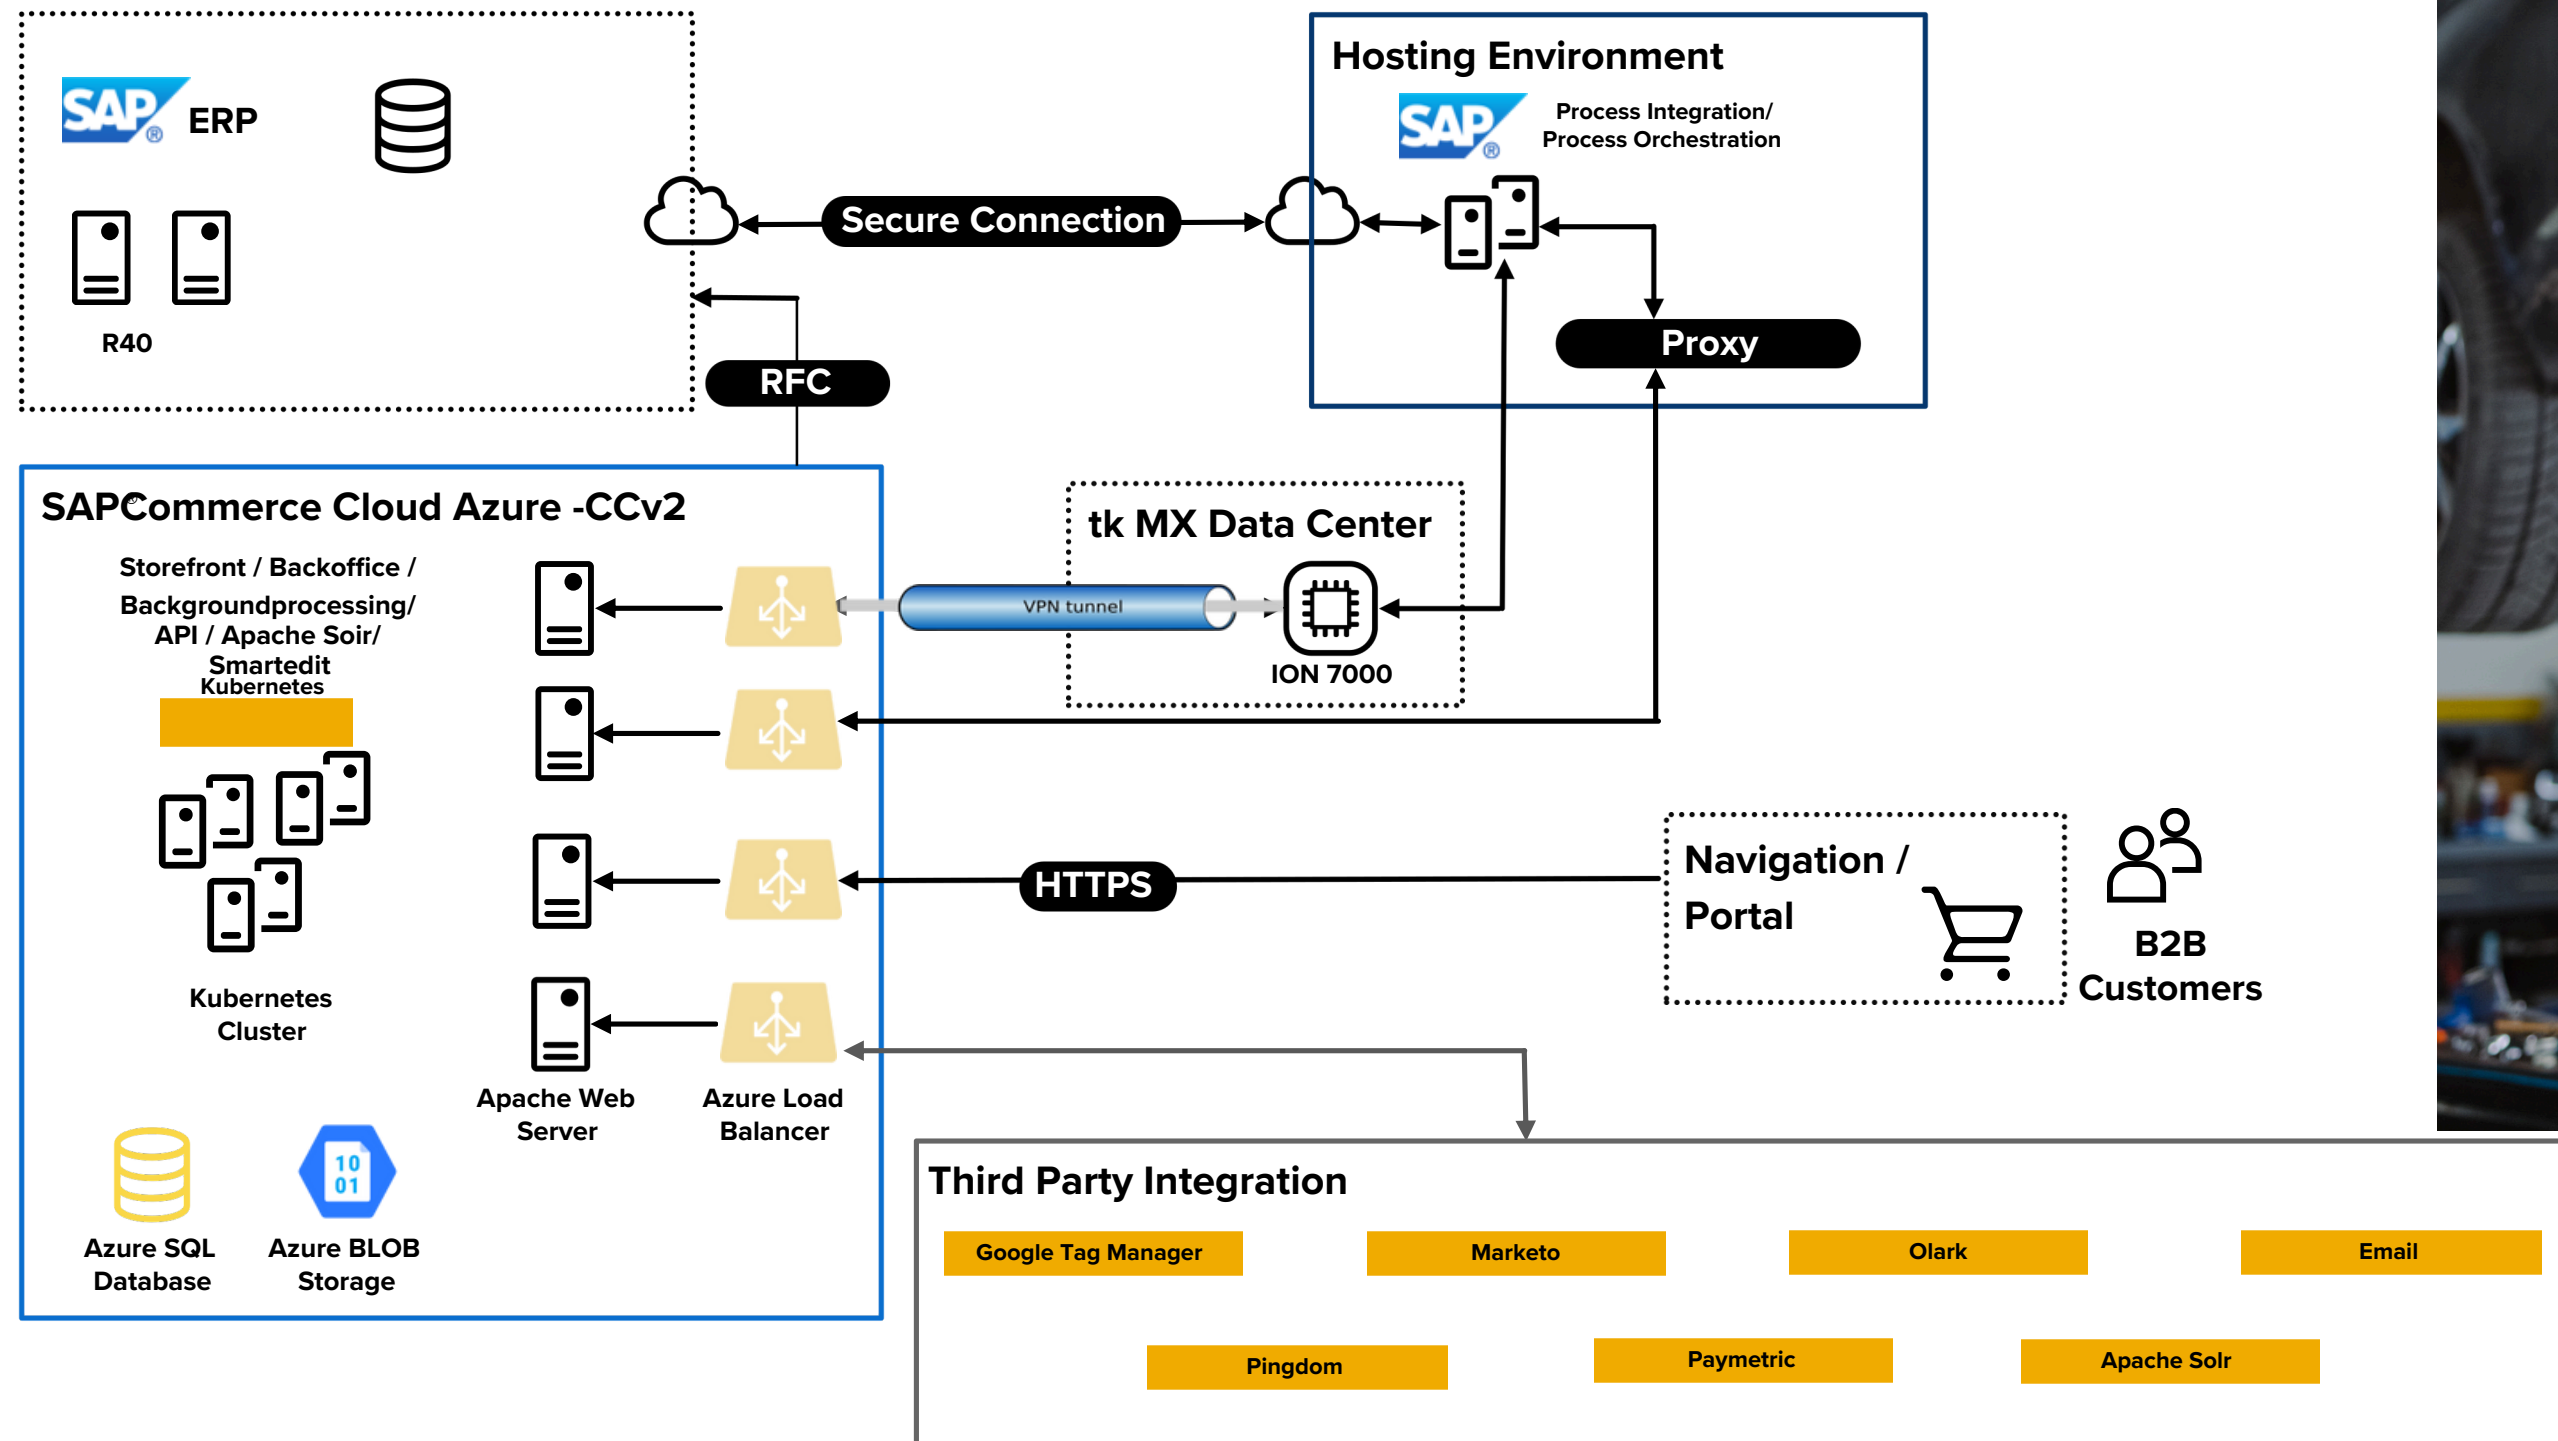 SAP®
ERP
R40
Secure Connection
RFC
Hosting Environment
SAP®
Process Integration/
Process Orchestration
Proxy
SAP®Commerce Cloud Azure -CCv2
Storefront / Backoffice /
Backgroundprocessing/
API / Apache Soir/
Smartedit
Kubernetes
Kubernetes
Cluster
Apache Web
Server
Azure Load
Balancer
Azure SQL
Database
10
01
Azure BLOB
Storage
tk MX Data Center
VPN tunnel
ION 7000
HTTPS
Navigation /
Portal
B2B
Customers
Third Party Integration
Google Tag Manager
Marketo
Olark
Email
Pingdom
Paymetric
Apache Solr